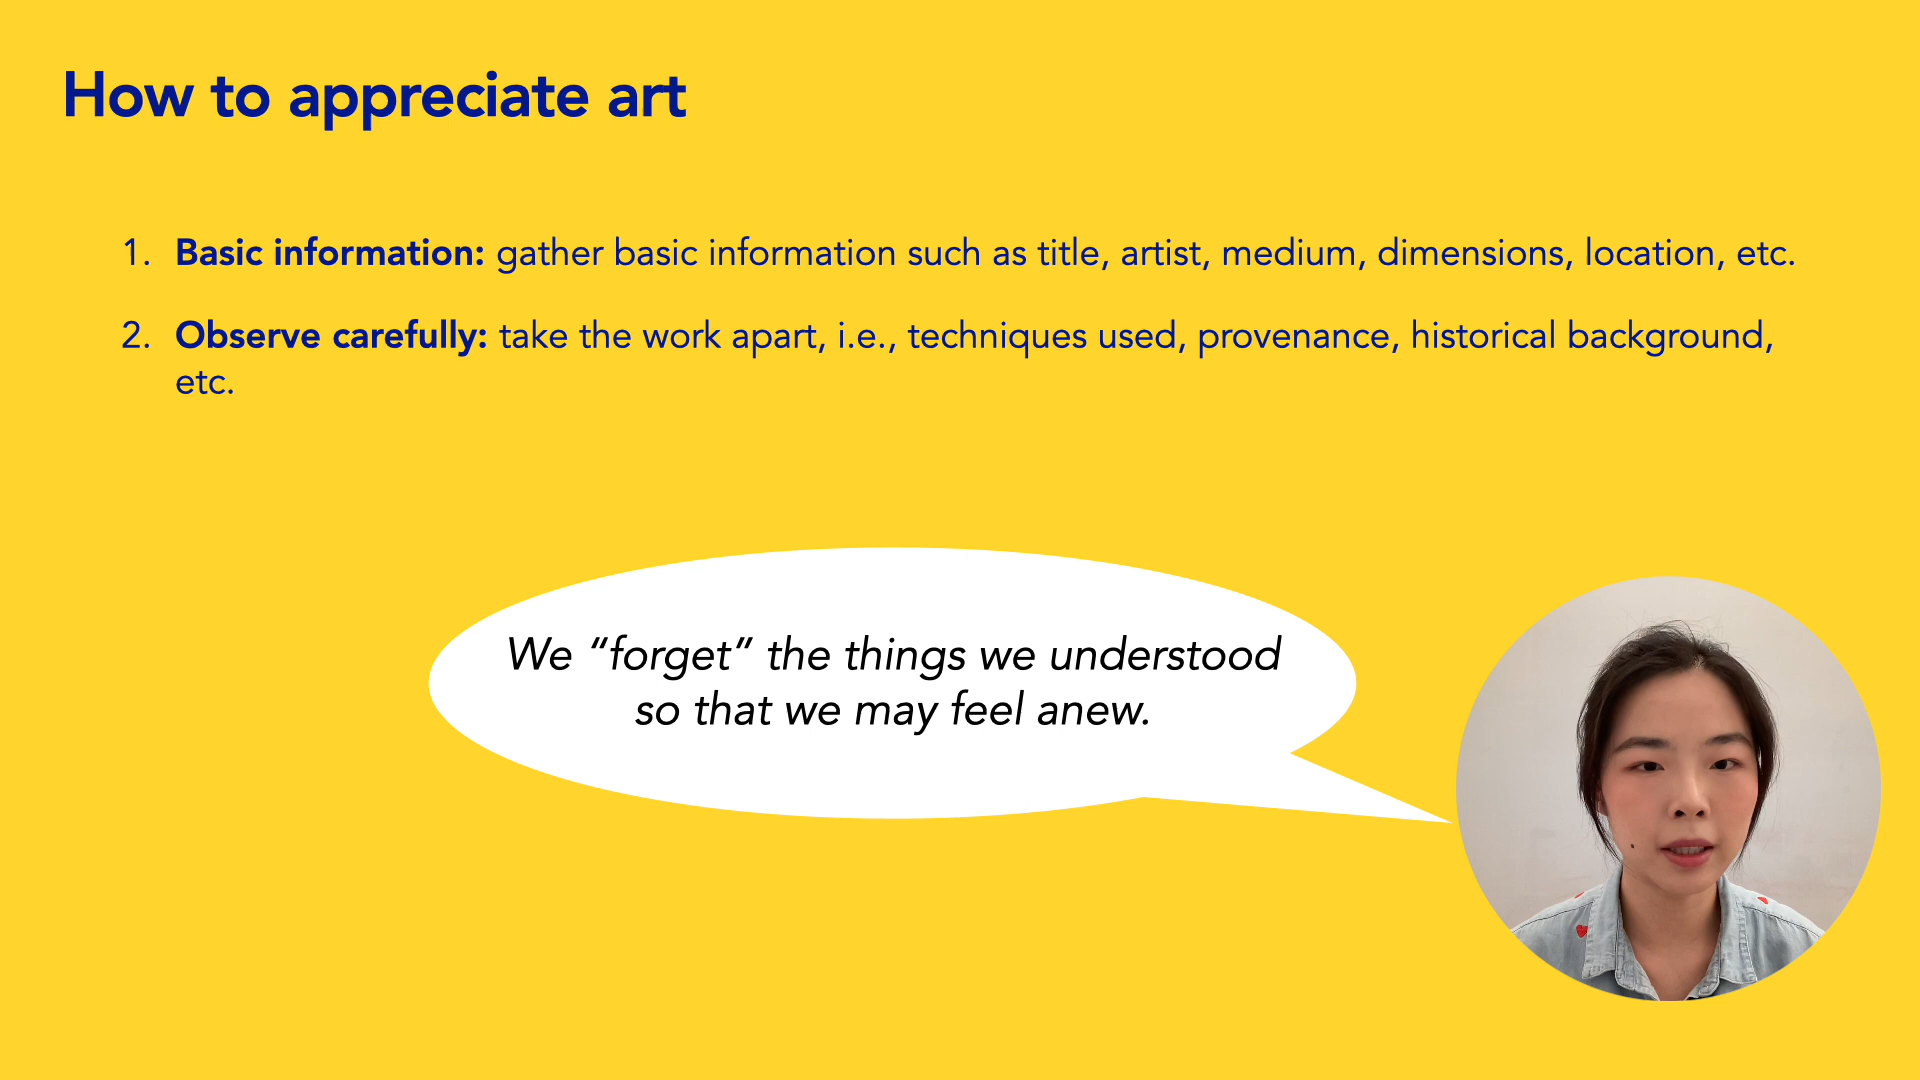 How to appreciate art
1. Basic information: gather basic information such as title, artist, medium, dimensions, location, etc.
2. Observe carefully: take the work apart, i.e., techniques used, provenance, historical background,
etc.
We “forget” the things we understood
so that we may feel anew.